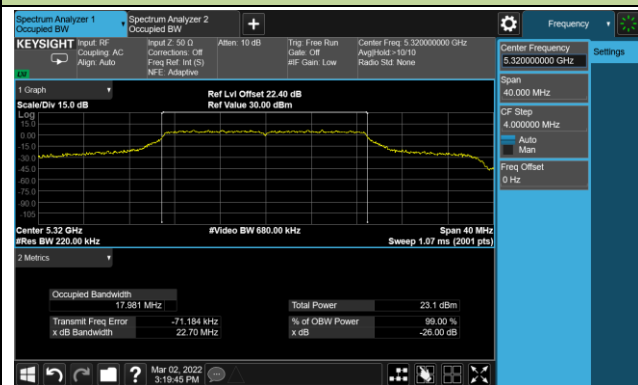 Spectrum Analyzer 1
Occupied BW
Spectrum Analyzer 2
Occupied BW
+
Frequency
KEYSIGHT
Input: RF
Coupling: AC
Align: Auto
Input Z: 50 Ω
Corrections: Off
Freq Ref: Int (S)
NFE: Adaptive
Atten: 10 dB
Trig: Free Run
Gate: Off
#IF Gain: Low
Center Freq: 5.320000000 GHz
Avg|Hold:>10/10
Radio Std: None
Center Frequency
5.320000000 GHz
Settings
Span
40.000 MHz
CF Step
4.000000 MHz
Auto
Man
Freq Offset
0 Hz
1 Graph
Scale/Div 15.0 dB
Ref Lvl Offset 22.40 dB
Ref Value 30.00 dBm
Log
15.0
0.00
-15.0
-30.0
-45.0
-60.0
-75.0
-90.0
-105
Center 5.32 GHz
#Res BW 220.00 kHz
#Video BW 680.00 kHz
Span 40 MHz
Sweep 1.07 ms (2001 pts)
2 Metrics
Occupied Bandwidth
17.981 MHz
Total Power 23.1 dBm
Transmit Freq Error -71.184 kHz
% of OBW Power 99.00 %
x dB Bandwidth 22.70 MHz
x dB -26.00 dB
?
Mar 02, 2022
3:19:45 PM